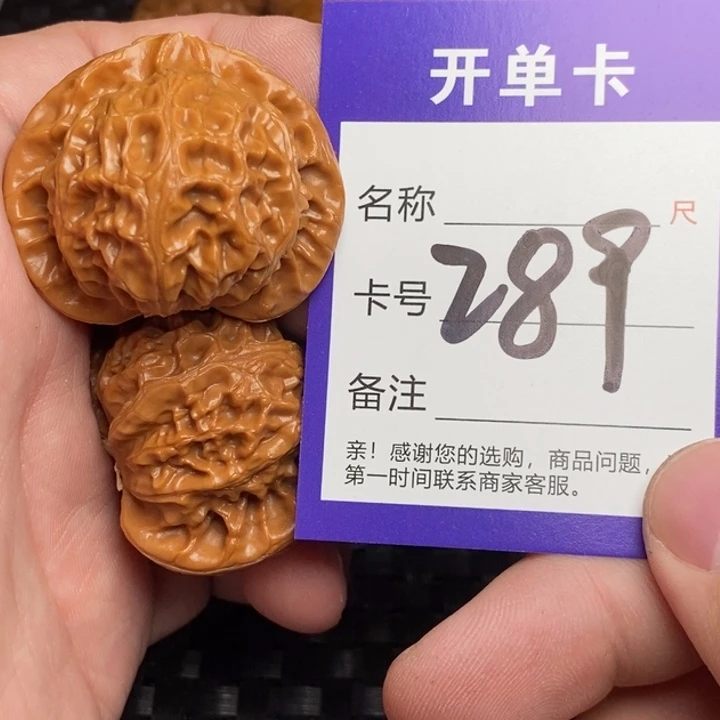 开单卡
名称 尺
卡号 289
备注
亲！感谢您的选购，商品问题，
第一时间联系商家客服。